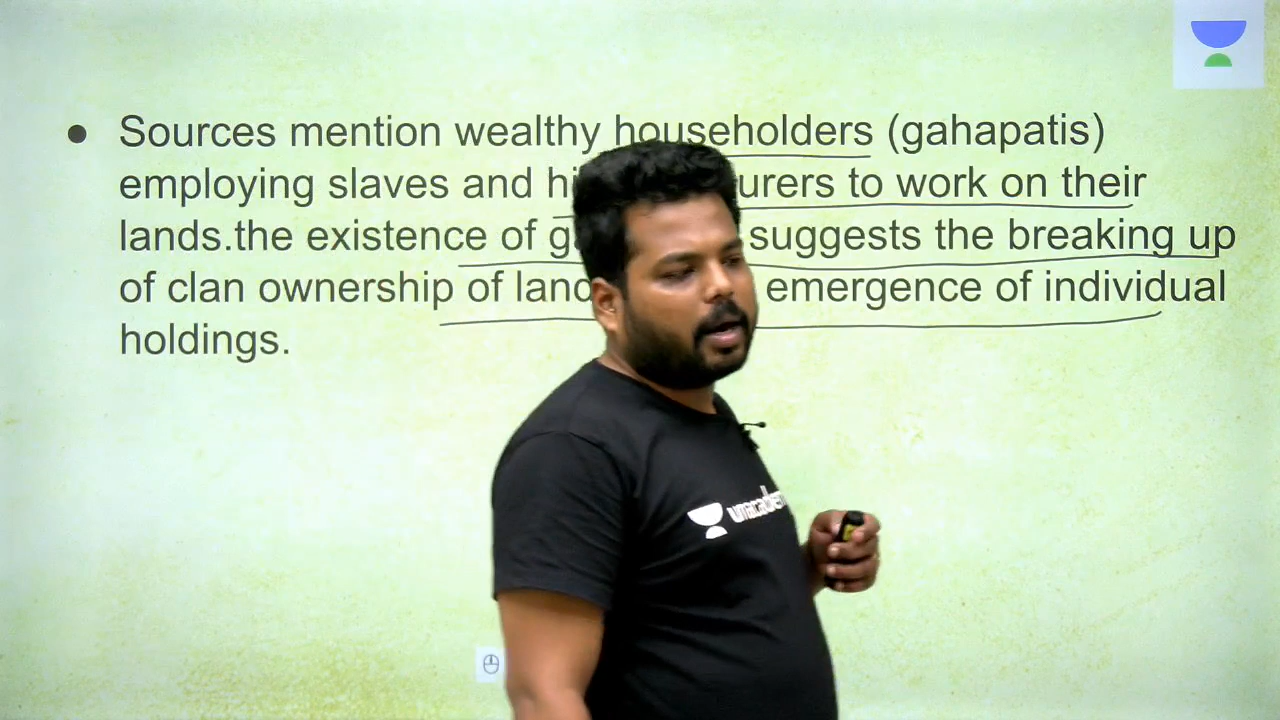 ● Sources mention wealthy householders (gahapatis)
employing slaves and urers to work on their
lands.the existence of suggests the breaking up
of clan ownership of land emergence of individual
holdings.
unacadem